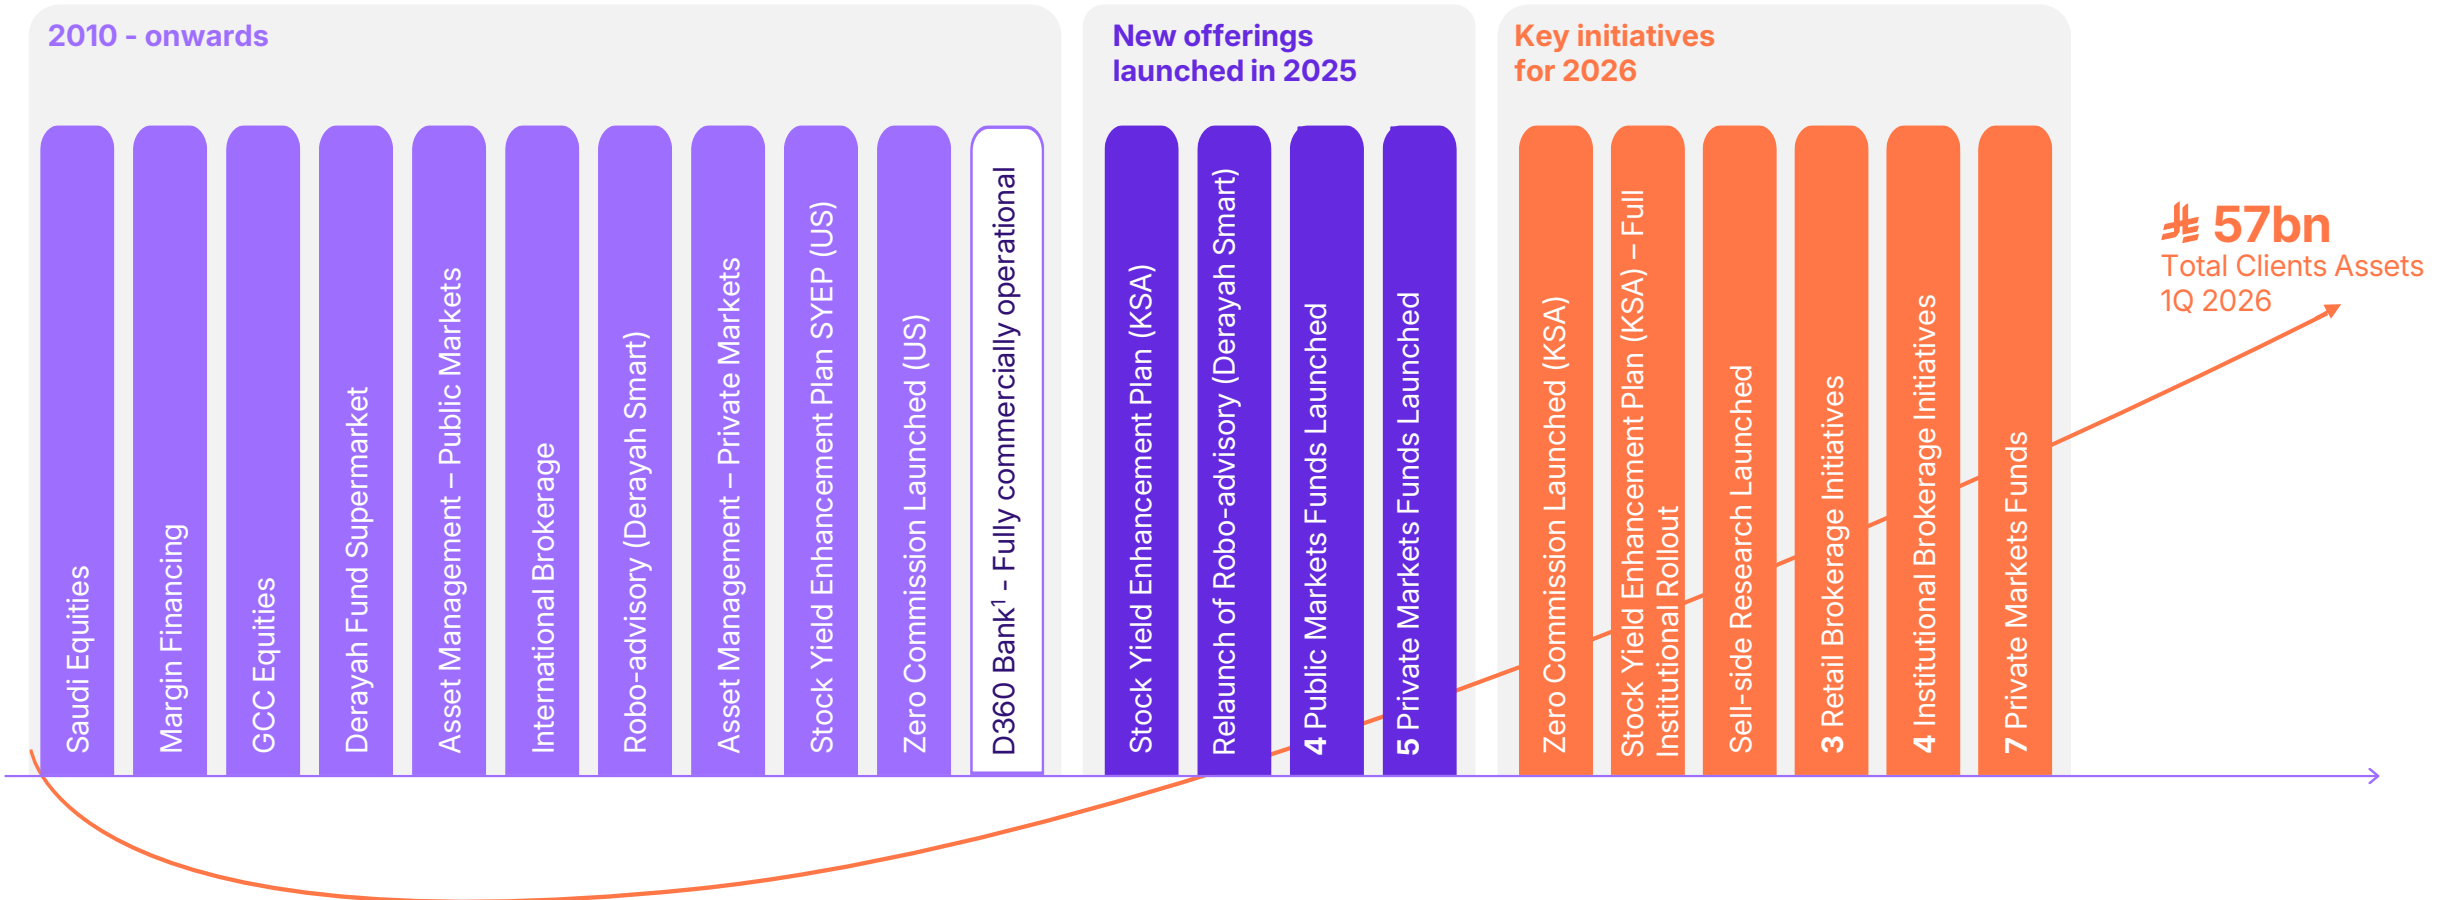 2010 - onwards
Saudi Equities
Margin Financing
GCC Equities
Derayah Fund Supermarket
Asset Management – Public Markets
International Brokerage
Robo-advisory (Derayah Smart)
Asset Management – Private Markets
Stock Yield Enhancement Plan SYEP (US)
Zero Commission Launched (US)
D360 Bank¹ - Fully commercially operational
New offerings
launched in 2025
Stock Yield Enhancement Plan (KSA)
Relaunch of Robo-advisory (Derayah Smart)
4 Public Markets Funds Launched
5 Private Markets Funds Launched
Key initiatives
for 2026
Zero Commission Launched (KSA)
Stock Yield Enhancement Plan (KSA) – Full
Institutional Rollout
Sell-side Research Launched
3 Retail Brokerage Initiatives
4 Institutional Brokerage Initiatives
7 Private Markets Funds
⃁ 57bn
Total Clients Assets
1Q 2026